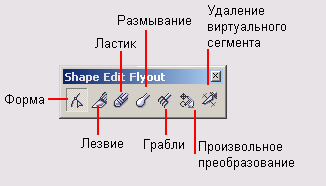 Удаление
виртуального
сегмента
Размывание
Ластик
Shape Edit Flyout
Форма
Лезвие
Грабли
Произвольное
преобразование